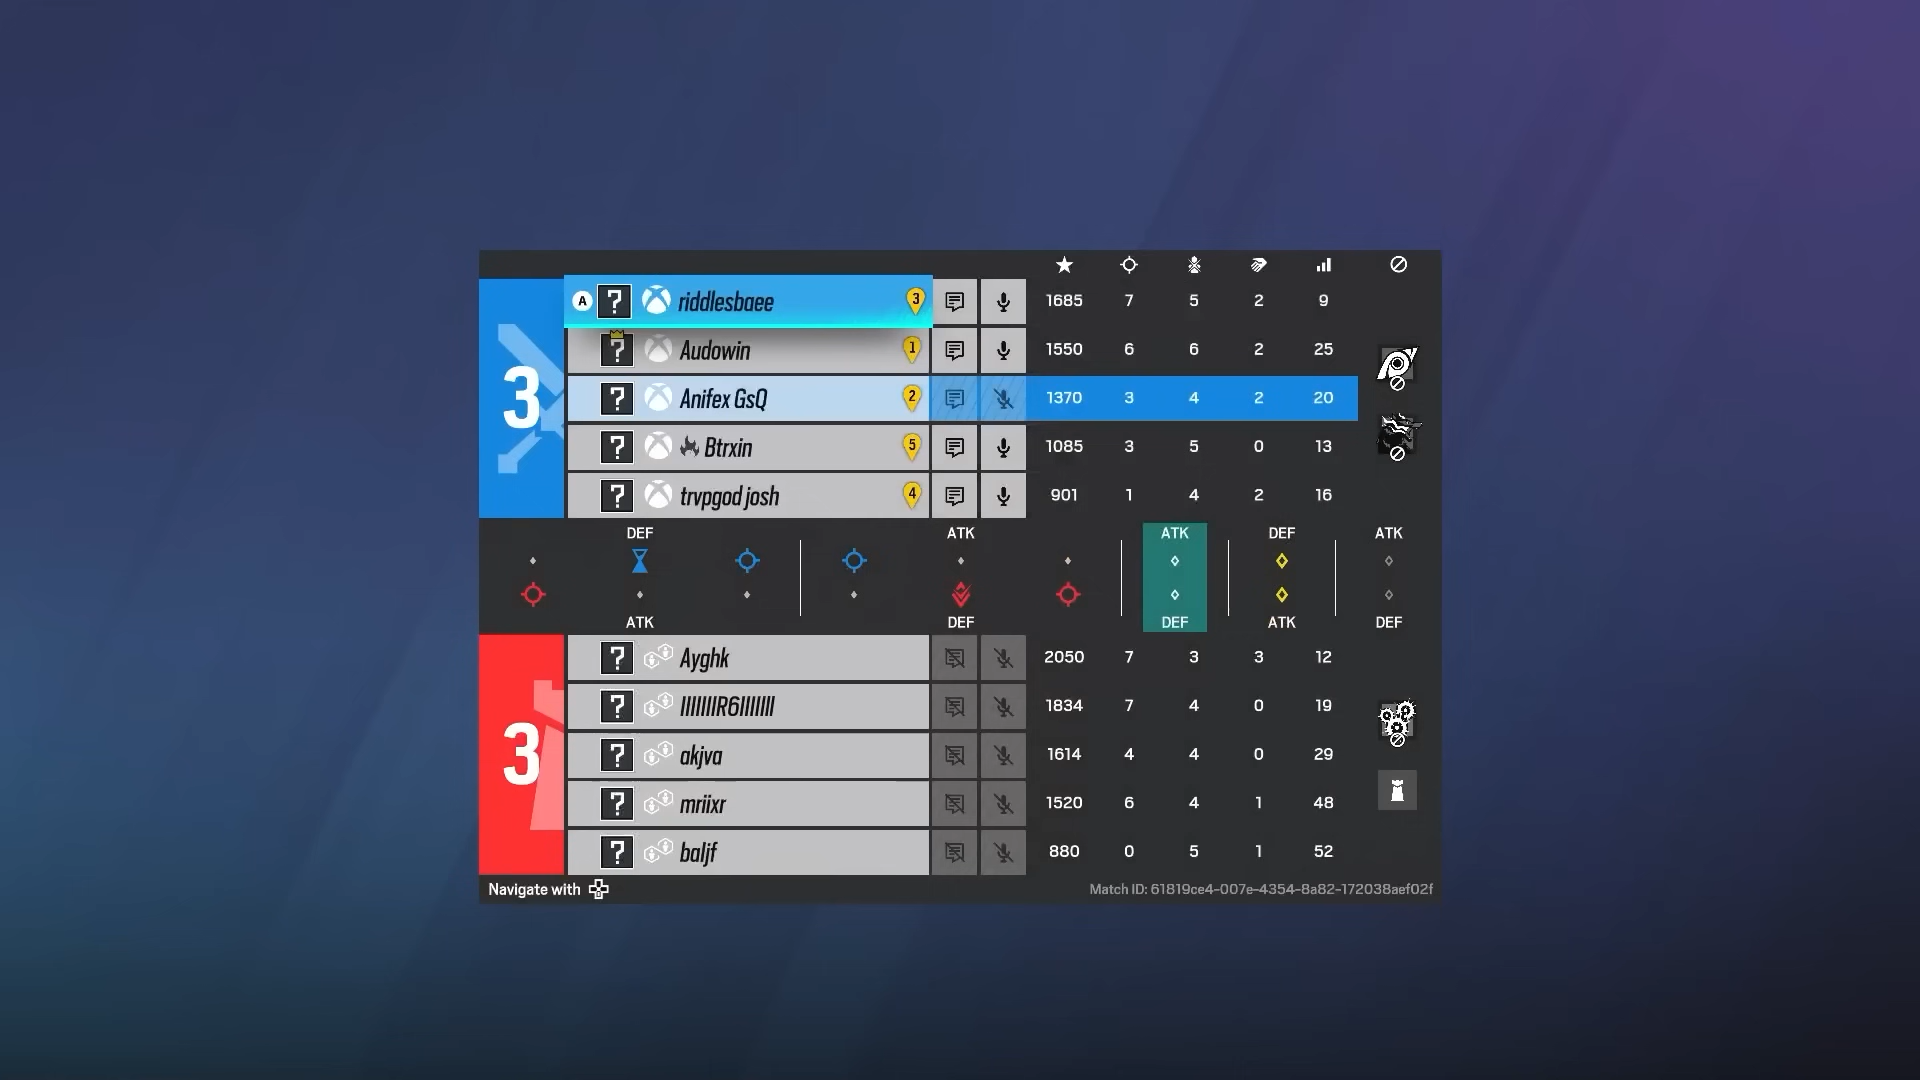 A ? riddlesbaee 3 1685 7 5 2 9
? Audowin 1 1550 6 6 2 25
3
? Anifex GsQ 2 1370 3 4 2 20
? Btrxin 5 1085 3 5 0 13
? trvpgod josh 4 901 1 4 2 16
DEF ATK ATK DEF ATK
ATK DEF DEF ATK DEF
? Ayghk 2050 7 3 3 12
? 1834 7 4 0 19
3
? akjva 1614 4 4 0 29
? mriixr 1520 6 4 1 48
? baljf 880 0 5 1 52
Navigate with
Match ID: 61819ce4-007e-4354-8a82-172038aef02f